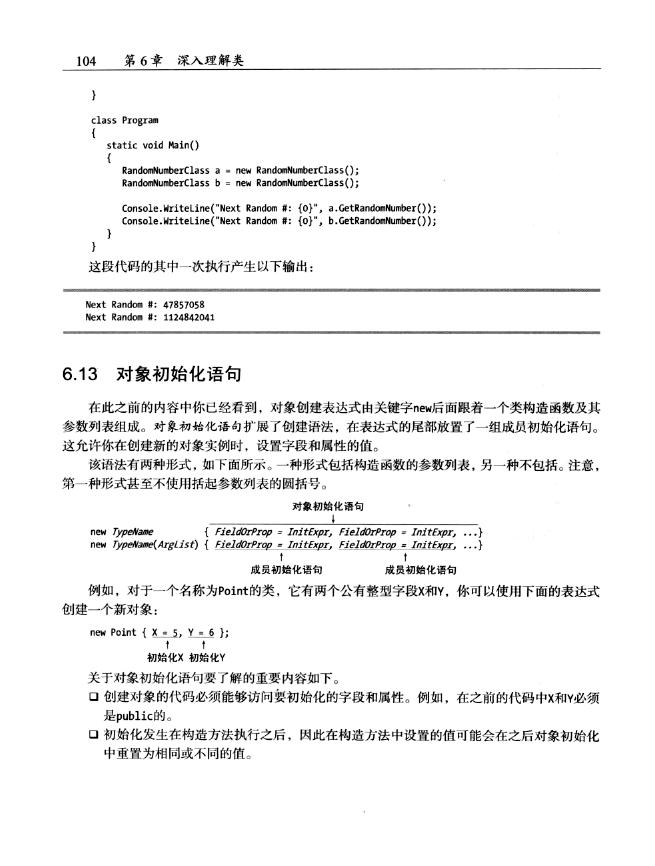 104 第6章 深入理解类
}
class Program
{
static void Main()
{
RandomNumberClass a = new RandomNumberClass();
RandomNumberClass b = new RandomNumberClass();
Console.WriteLine("Next Random #: {0}", a.GetRandomNumber());
Console.WriteLine("Next Random #: {0}", b.GetRandomNumber());
}
}
这段代码的其中一次执行产生以下输出：
Next Random #: 47857058
Next Random #: 1124842041
6.13 对象初始化语句
在此之前的内容中你已经看到，对象创建表达式由关键字new后面跟着一个类构造函数及其
参数列表组成。对象初始化语句扩展了创建语法，在表达式的尾部放置了一组成员初始化语句。
这允许你在创建新的对象实例时，设置字段和属性的值。
该语法有两种形式，如下面所示。一种形式包括构造函数的参数列表，另一种不包括。注意，
第一种形式甚至不使用括起参数列表的圆括号。
对象初始化语句
↓
new TypeName { FieldOrProp = InitExpr, FieldOrProp = InitExpr, ...}
new TypeName(ArgList) { FieldOrProp = InitExpr, FieldOrProp = InitExpr, ...}
↑ ↑
成员初始化语句 成员初始化语句
例如，对于一个名称为Point的类，它有两个公有整型字段X和Y，你可以使用下面的表达式
创建一个新对象：
new Point { X = 5, Y = 6 };
↑ ↑
初始化X 初始化Y
关于对象初始化语句要了解的重要内容如下。
❑ 创建对象的代码必须能够访问要初始化的字段和属性。例如，在之前的代码中X和Y必须
是public的。
❑ 初始化发生在构造方法执行之后，因此在构造方法中设置的值可能会在之后对象初始化
中重置为相同或不同的值。